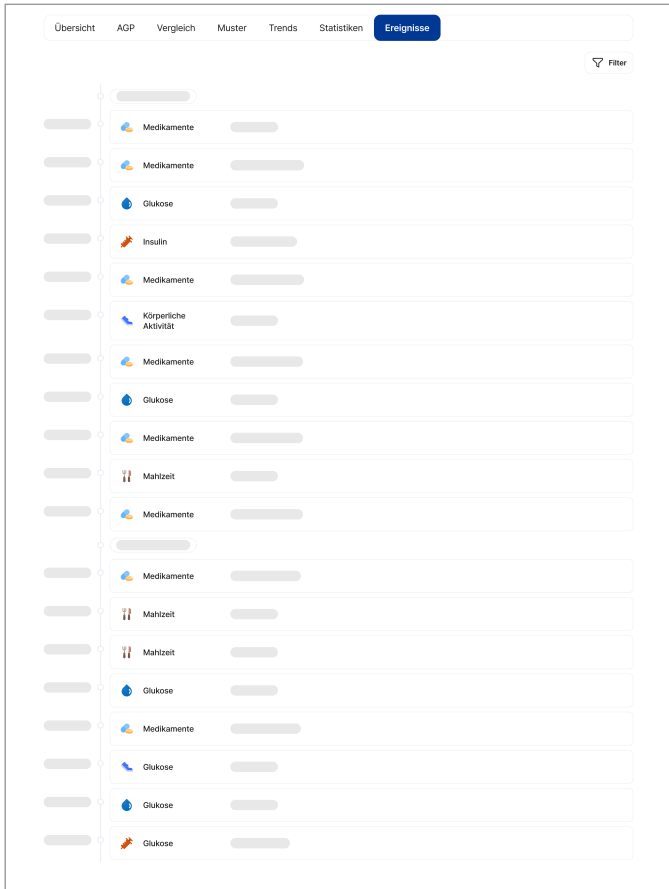 Übersicht AGP Vergleich Muster Trends Statistiken Ereignisse
Filter
Medikamente
Medikamente
Glukose
Insulin
Medikamente
Körperliche
Aktivität
Medikamente
Glukose
Medikamente
Mahlzeit
Medikamente
Medikamente
Mahlzeit
Mahlzeit
Glukose
Medikamente
Glukose
Glukose
Glukose